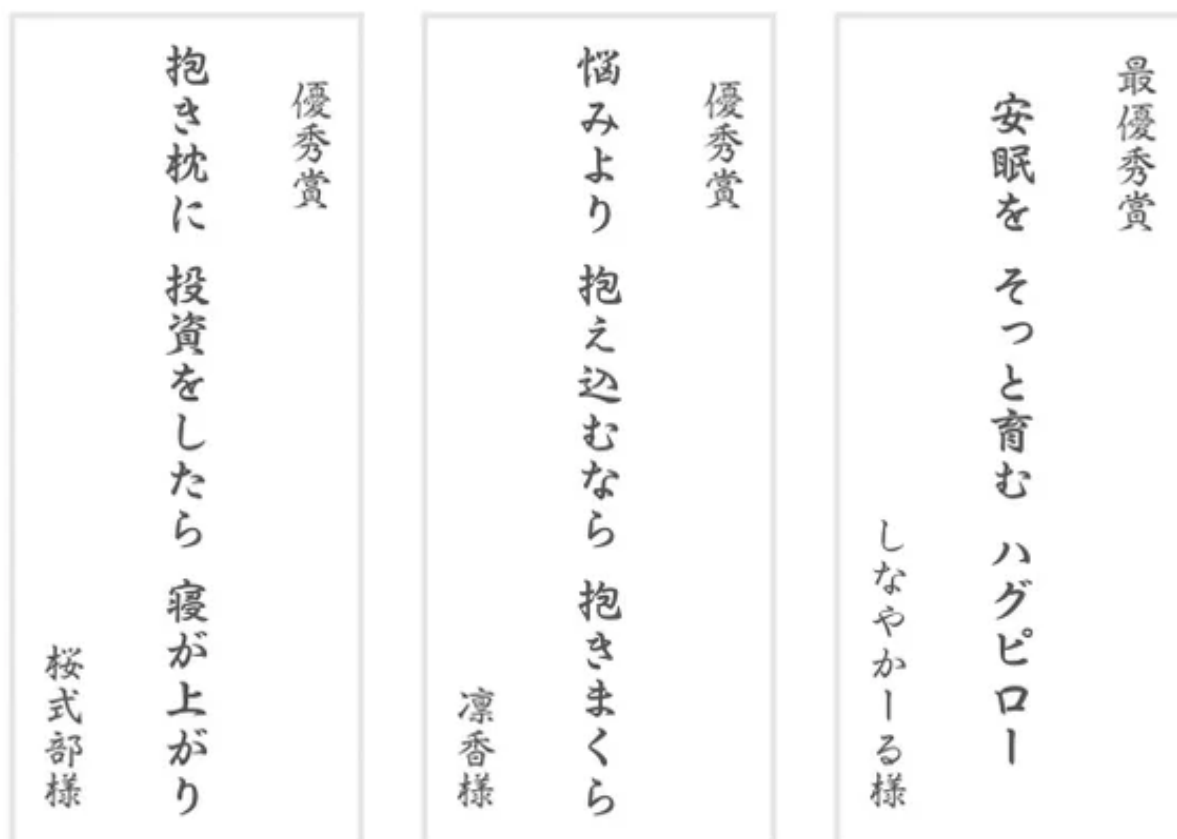 最優秀賞
安眠を そっと育む ハグピロー
しなやかーる様
優秀賞
悩みより 抱え込むなら 抱きまくら
凛香様
優秀賞
抱き枕に 投資をしたら 寝が上がり
桜式部様